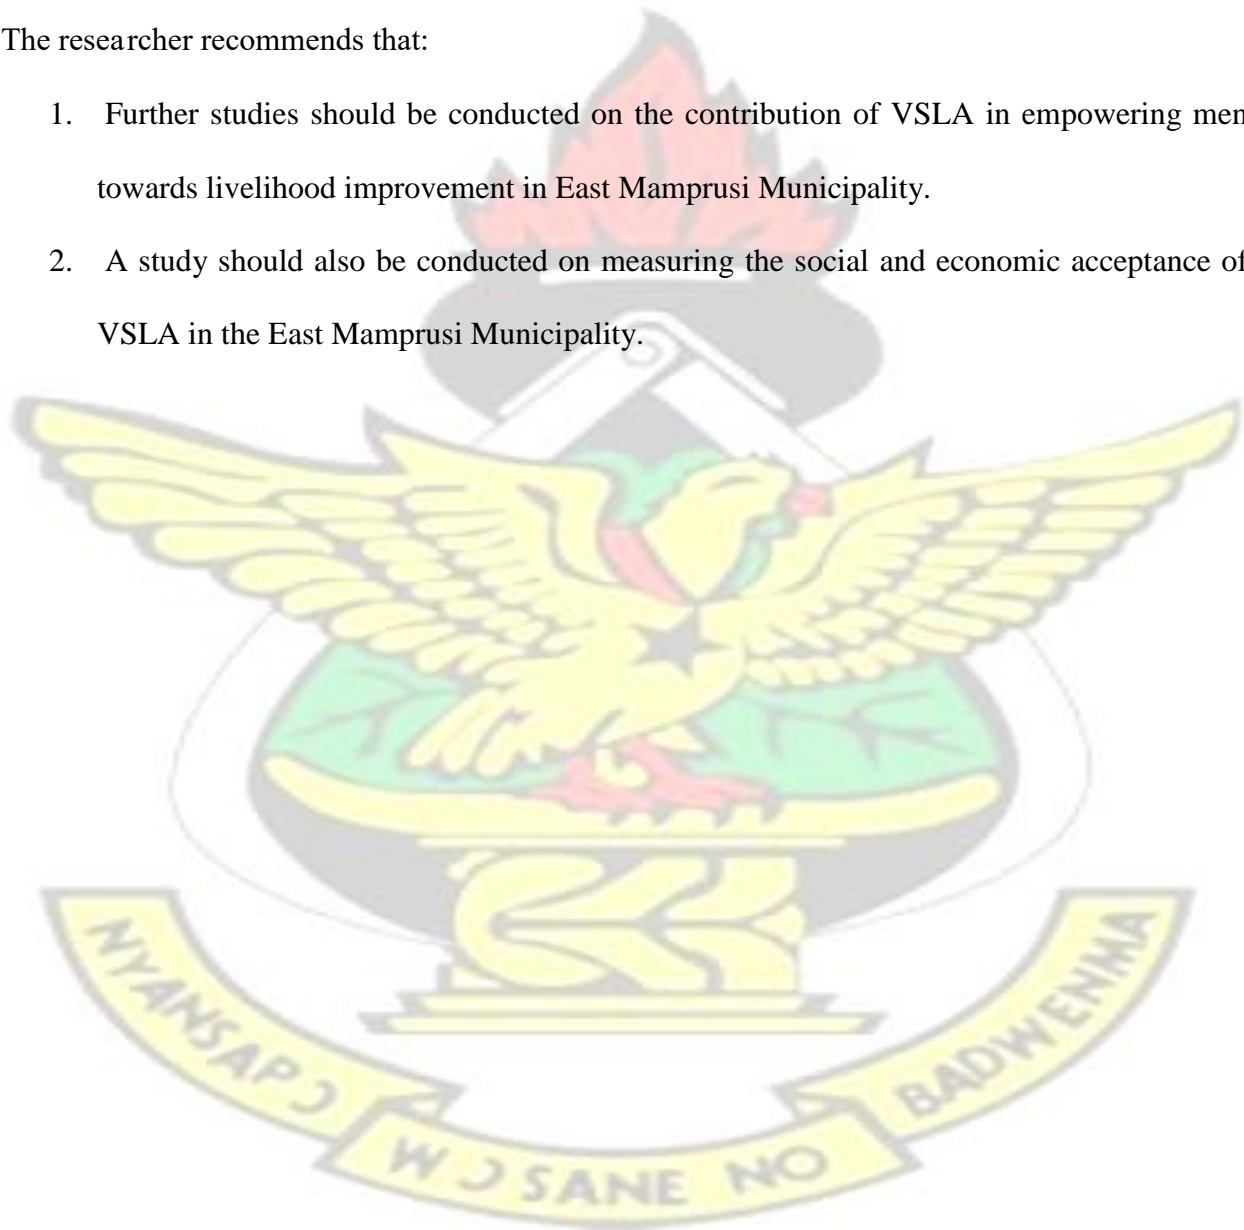 The researcher recommends that:
1. Further studies should be conducted on the contribution of VSLA in empowering men
towards livelihood improvement in East Mamprusi Municipality.
2. A study should also be conducted on measuring the social and economic acceptance of
VSLA in the East Mamprusi Municipality.
NYANSAPƆ
WƆSANE NO
BADWENMA